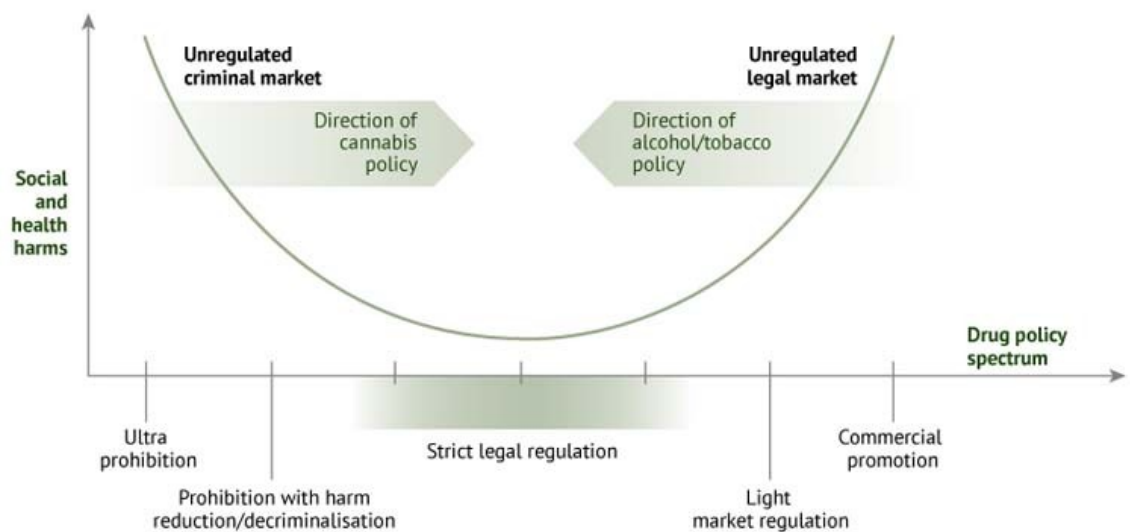 Unregulated
criminal market
Unregulated
legal market
Direction of
cannabis
policy
Direction of
alcohol/tobacco
policy
Social
and
health
harms
Drug policy
spectrum
Ultra
prohibition
Strict legal regulation
Commercial
promotion
Prohibition with harm
reduction/decriminalisation
Light
market regulation